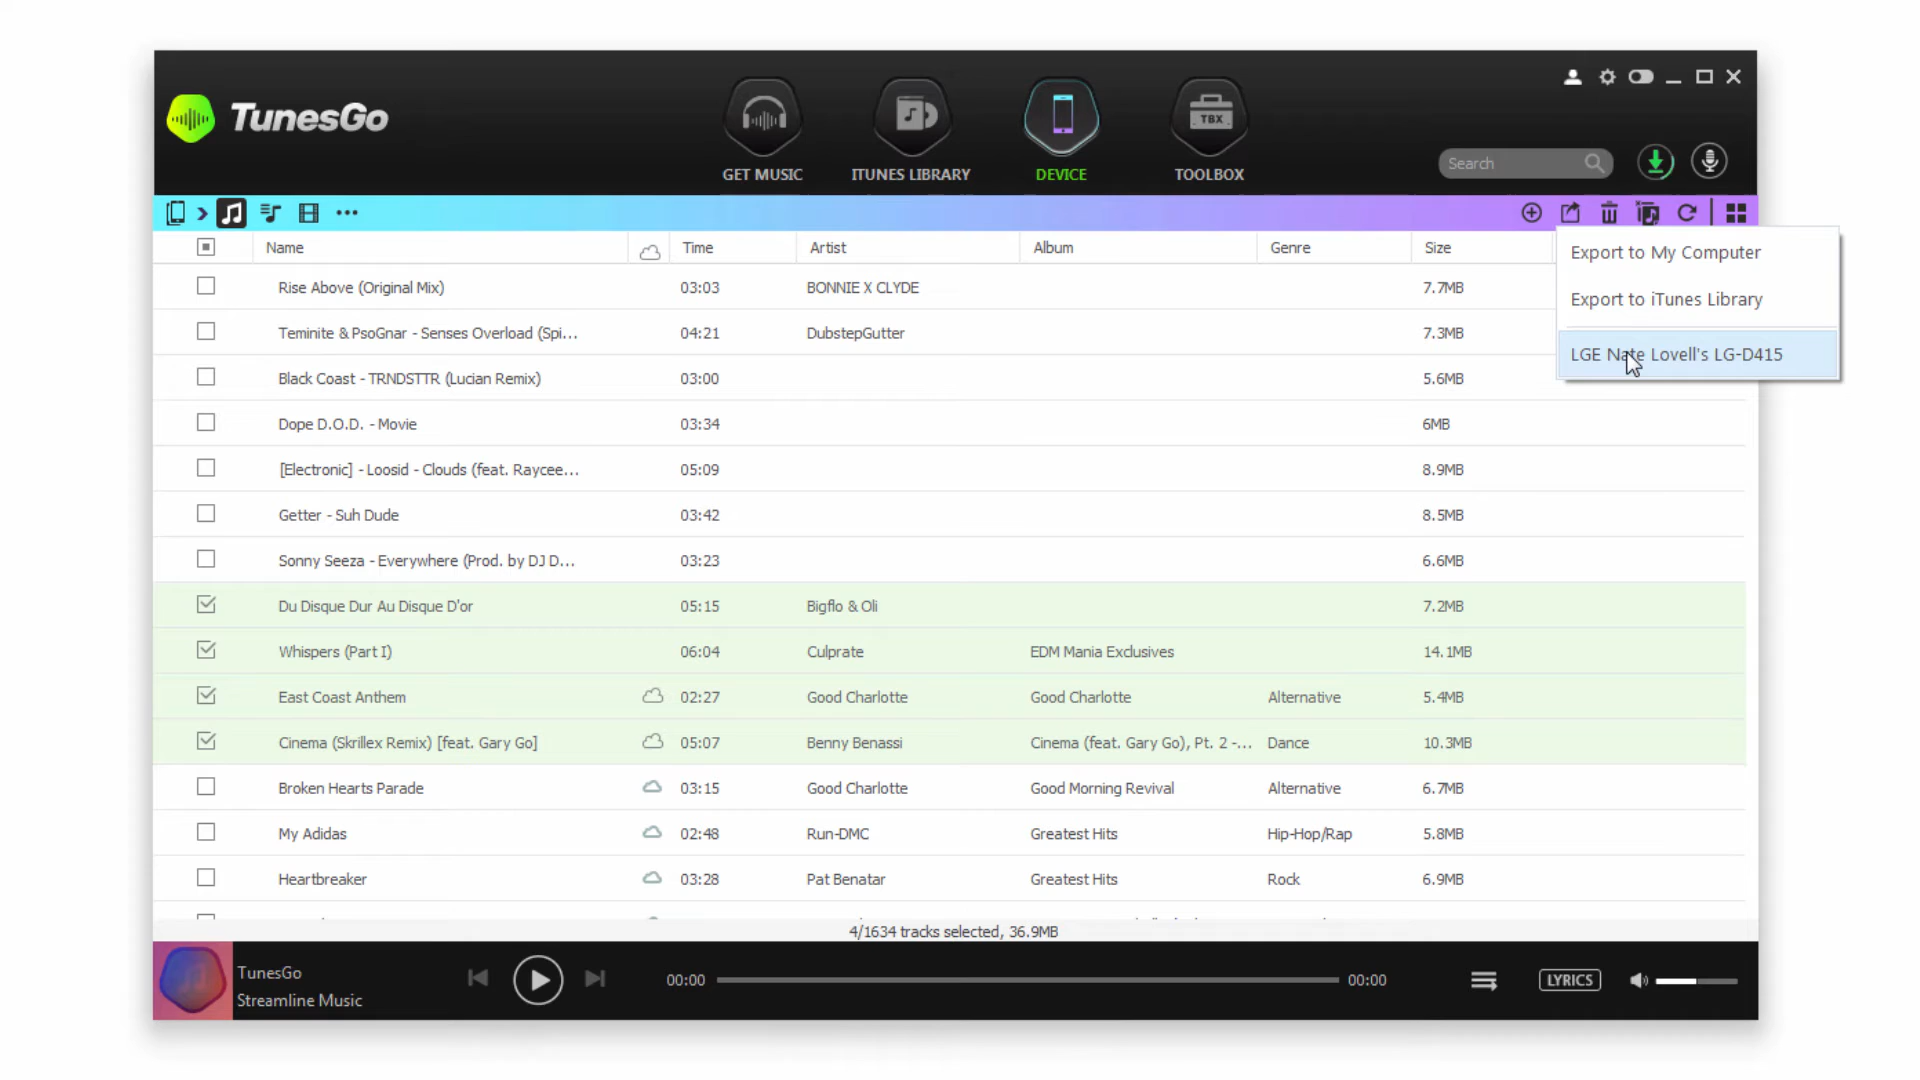 TunesGo
GET MUSIC
ITUNES LIBRARY
DEVICE
TBX
TOOLBOX
Search
Name Time Artist Album Genre Size
Export to My Computer
Export to iTunes Library
LGE Nate Lovell's LG-D415
Rise Above (Original Mix) 03:03 BONNIE X CLYDE 7.7MB
Teminite & PsoGnar - Senses Overload (Spi... 04:21 DubstepGutter 7.3MB
Black Coast - TRNDSTTR (Lucian Remix) 03:00 5.6MB
Dope D.O.D. - Movie 03:34 6MB
[Electronic] - Loosid - Clouds (feat. Raycee... 05:09 8.9MB
Getter - Suh Dude 03:42 8.5MB
Sonny Seeza - Everywhere (Prod. by DJ D... 03:23 6.6MB
Du Disque Dur Au Disque D'or 05:15 Bigflo & Oli 7.2MB
Whispers (Part I) 06:04 Culprate EDM Mania Exclusives 14.1MB
East Coast Anthem 02:27 Good Charlotte Good Charlotte Alternative 5.4MB
Cinema (Skrillex Remix) [feat. Gary Go] 05:07 Benny Benassi Cinema (feat. Gary Go), Pt. 2 -... Dance 10.3MB
Broken Hearts Parade 03:15 Good Charlotte Good Morning Revival Alternative 6.7MB
My Adidas 02:48 Run-DMC Greatest Hits Hip-Hop/Rap 5.8MB
Heartbreaker 03:28 Pat Benatar Greatest Hits Rock 6.9MB
4/1634 tracks selected, 36.9MB
TunesGo
Streamline Music
00:00 00:00
LYRICS